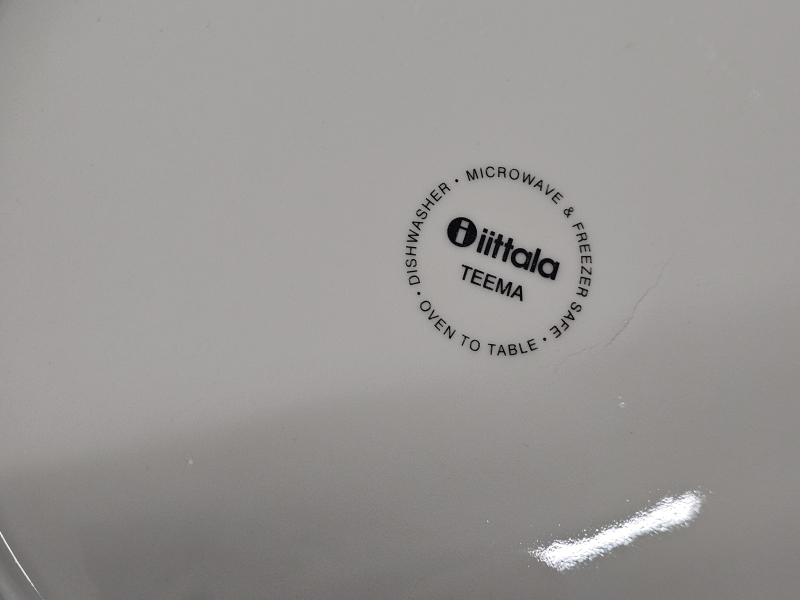 DISHWASHER • MICROWAVE & FREEZER SAFE •
OVEN TO TABLE •
i iittala
TEEMA